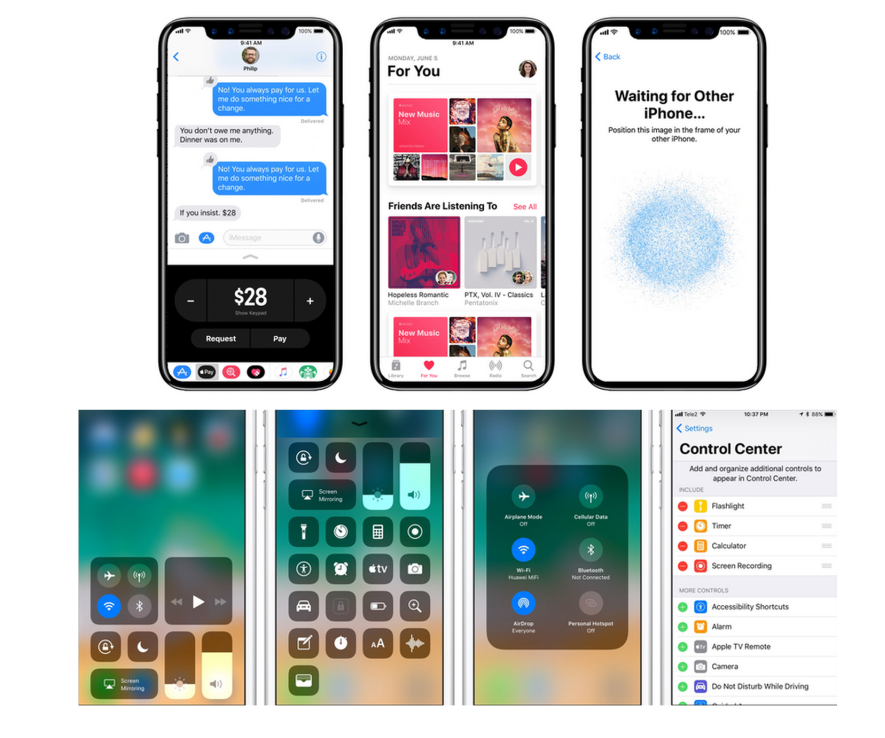 9:41 AM
100%
Philip
No! You always pay for us. Let
me do something nice for a
change.
Delivered
You don't owe me anything.
Dinner was on me.
No! You always pay for us. Let
me do something nice for a
change.
Delivered
If you insist. $28
iMessage
$28
Show Keypad
Request
Pay
Pay
9:41 AM
100%
MONDAY, JUNE 5
For You
New Music
Mix
Friends Are Listening To
See All
Hopeless Romantic
Michelle Branch
PTX, Vol. IV - Classics
Pentatonix
L
New Music
Mix
Library
For You
Browse
Radio
Search
100%
Back
Waiting for Other
iPhone...
Position this image in the frame of your
other iPhone.
Screen
Mirroring
Screen
Mirroring
tv
AA
Airplane Mode
Off
Cellular Data
Off
Wi-Fi
Huawei MiFi
Bluetooth
Not Connected
AirDrop
Everyone
Personal Hotspot
Off
Tele2
10:37 PM
88%
Settings
Control Center
Add and organize additional controls to
appear in Control Center.
INCLUDE
Flashlight
Timer
Calculator
Screen Recording
MORE CONTROLS
Accessibility Shortcuts
Alarm
Apple TV Remote
Camera
Do Not Disturb While Driving